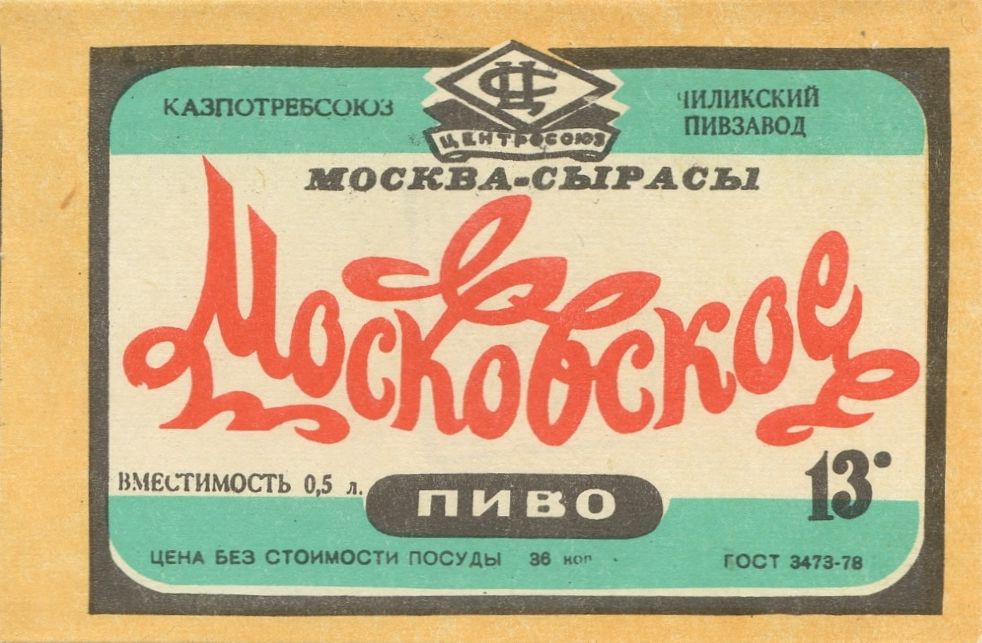 КАЗПОТРЕБСОЮЗ
ЦС
ЦЕНТРОСОЮЗ
ЧИЛИКСКИЙ
ПИВЗАВОД
МОСКВА-СЫРАСЫ
Московское
ВМЕСТИМОСТЬ 0,5 л.
ПИВО
13°
ЦЕНА БЕЗ СТОИМОСТИ ПОСУДЫ 36 коп
ГОСТ 3473-78